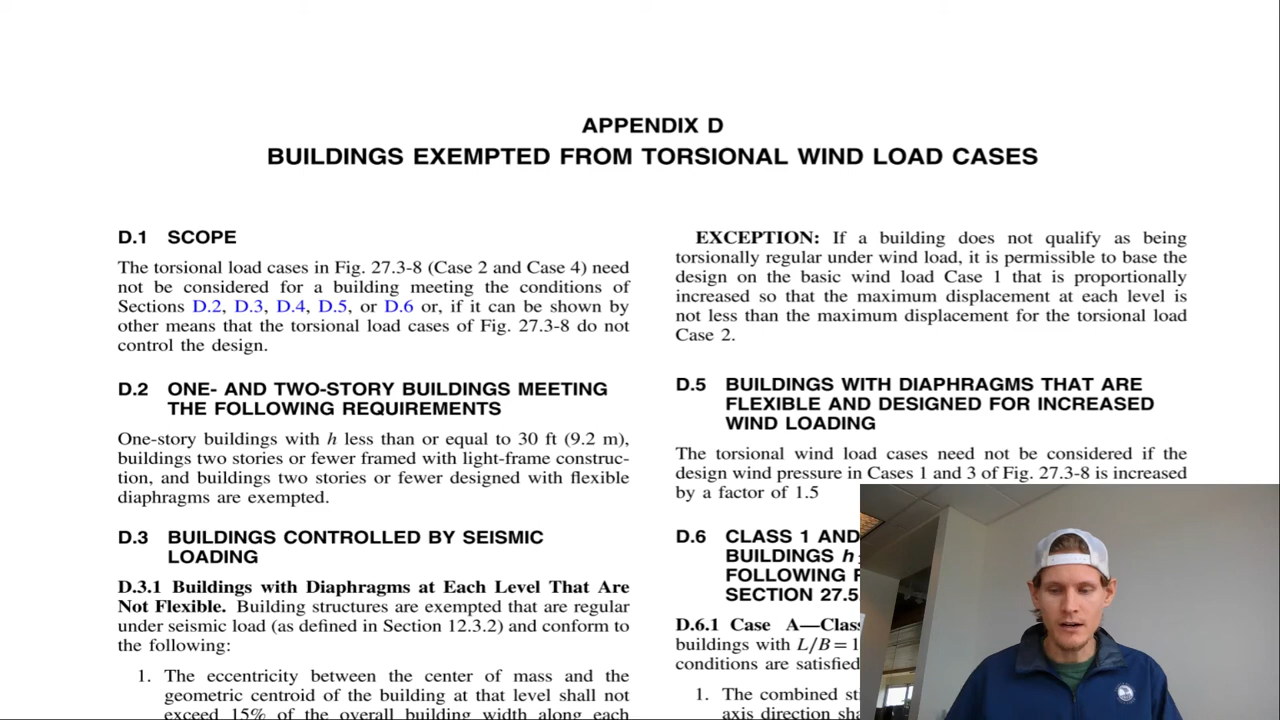 APPENDIX D
BUILDINGS EXEMPTED FROM TORSIONAL WIND LOAD CASES
D.1 SCOPE
The torsional load cases in Fig. 27.3-8 (Case 2 and Case 4) need
not be considered for a building meeting the conditions of
Sections D.2, D.3, D.4, D.5, or D.6 or, if it can be shown by
other means that the torsional load cases of Fig. 27.3-8 do not
control the design.
D.2 ONE- AND TWO-STORY BUILDINGS MEETING
THE FOLLOWING REQUIREMENTS
One-story buildings with h less than or equal to 30 ft (9.2 m),
buildings two stories or fewer framed with light-frame construc-
tion, and buildings two stories or fewer designed with flexible
diaphragms are exempted.
D.3 BUILDINGS CONTROLLED BY SEISMIC
LOADING
D.3.1 Buildings with Diaphragms at Each Level That Are
Not Flexible. Building structures are exempted that are regular
under seismic load (as defined in Section 12.3.2) and conform to
the following:
1. The eccentricity between the center of mass and the
geometric centroid of the building at that level shall not
exceed 15% of the overall building width along each
EXCEPTION: If a building does not qualify as being
torsionally regular under wind load, it is permissible to base the
design on the basic wind load Case 1 that is proportionally
increased so that the maximum displacement at each level is
not less than the maximum displacement for the torsional load
Case 2.
D.5 BUILDINGS WITH DIAPHRAGMS THAT ARE
FLEXIBLE AND DESIGNED FOR INCREASED
WIND LOADING
The torsional wind load cases need not be considered if the
design wind pressure in Cases 1 and 3 of Fig. 27.3-8 is increased
by a factor of 1.5
D.6 CLASS 1 AND
BUILDINGS h
FOLLOWING
SECTION 27.5
D.6.1 Case A—Class
buildings with L/B = 1
conditions are satisfied
1. The combined
axis direction